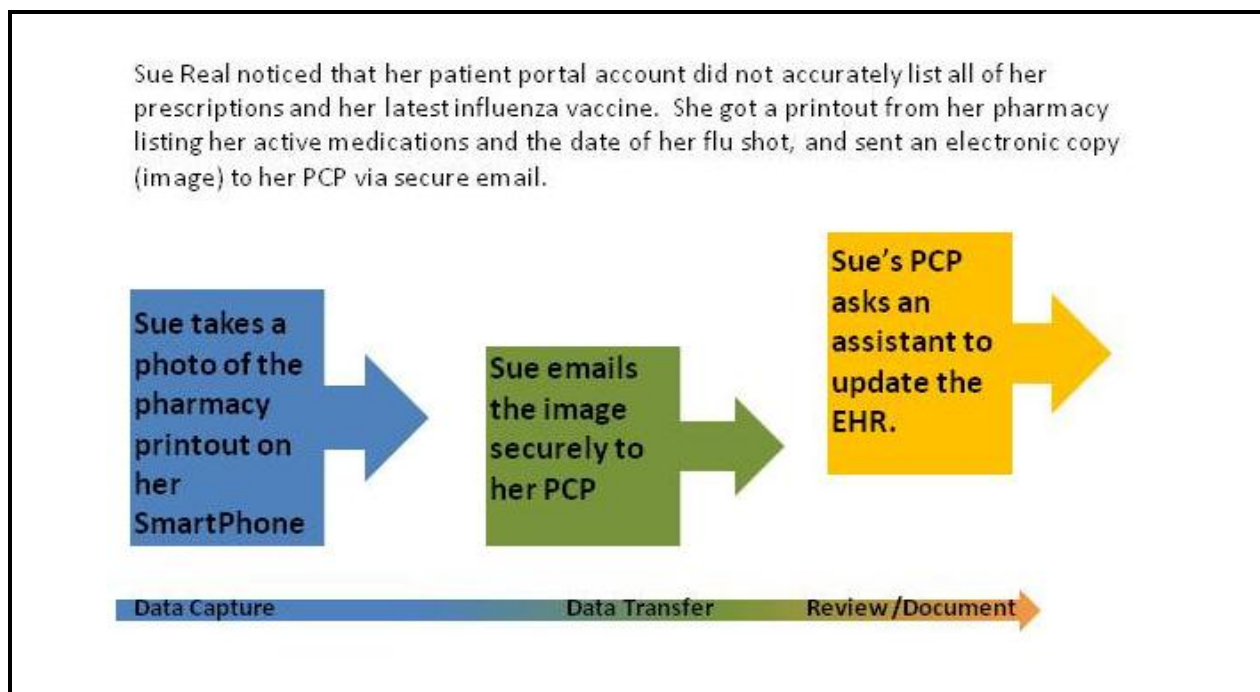 Sue Real noticed that her patient portal account did not accurately list all of her
prescriptions and her latest influenza vaccine.  She got a printout from her pharmacy
listing her active medications and the date of her flu shot, and sent an electronic copy
(image) to her PCP via secure email.
Sue takes a
photo of the
pharmacy
printout on
her
SmartPhone
Sue emails
the image
securely to
her PCP
Sue’s PCP
asks an
assistant to
update the
EHR.
Data Capture
Data Transfer
Review/Document